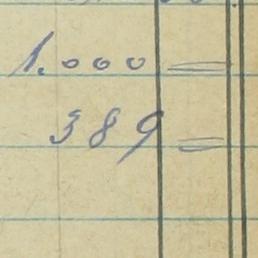 1.000 =
389 =